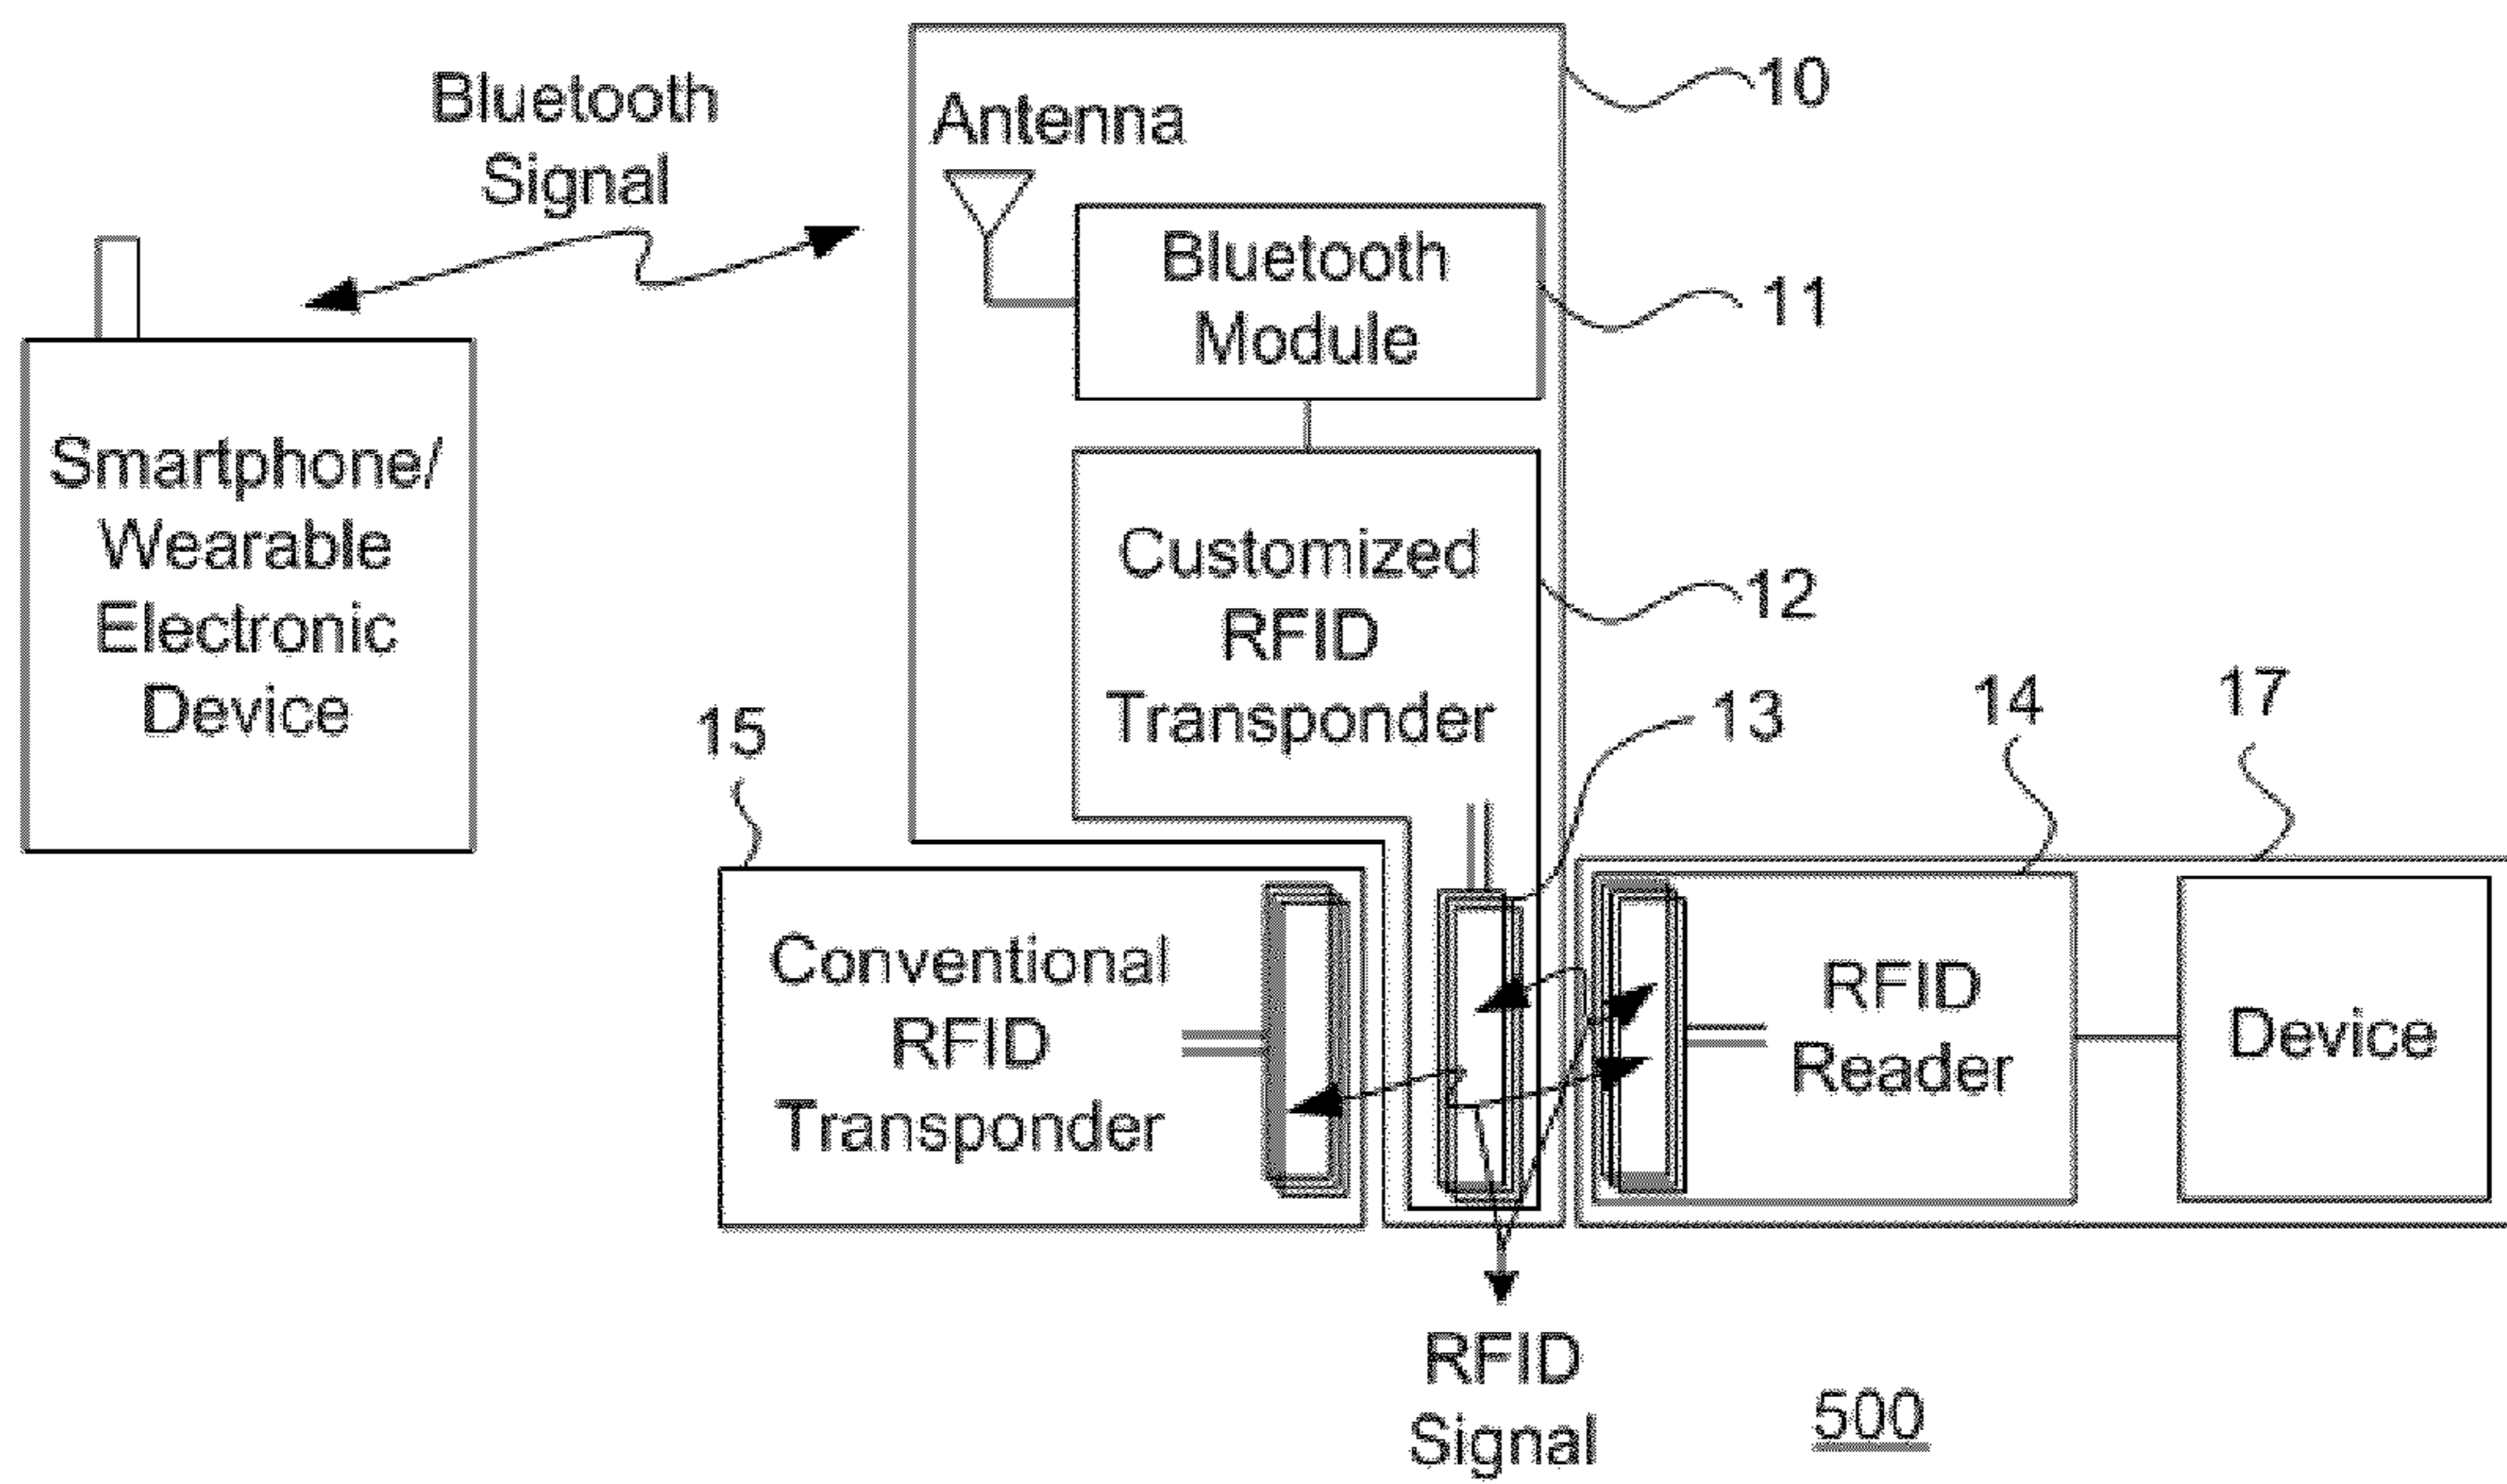 Bluetooth
Signal
Antenna
10
Bluetooth
Module
11
Smartphone/
Wearable
Electronic
Device
Customized
RFID
Transponder
12
13
14
17
15
Conventional
RFID
Transponder
RFID
Reader
Device
RFID
Signal
500